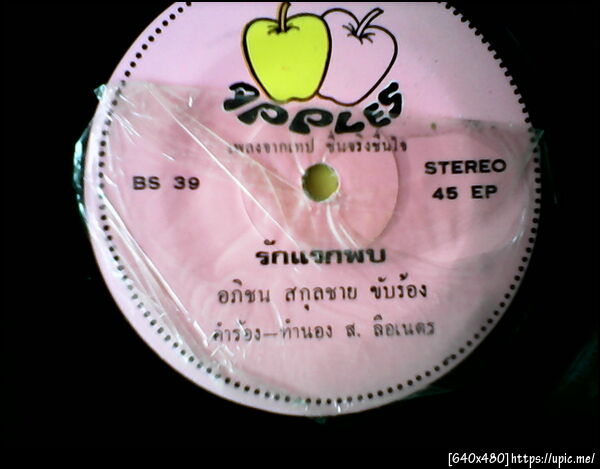 APPLES
เพลงจากเทป ชื่นจริงชื่นใจ
BS 39
STEREO
45 EP
รักแรกพบ
อภิชน สกุลชาย ขับร้อง
คำร้อง—ทำนอง ส. ลือเนตร
[640x480]https://upic.me/